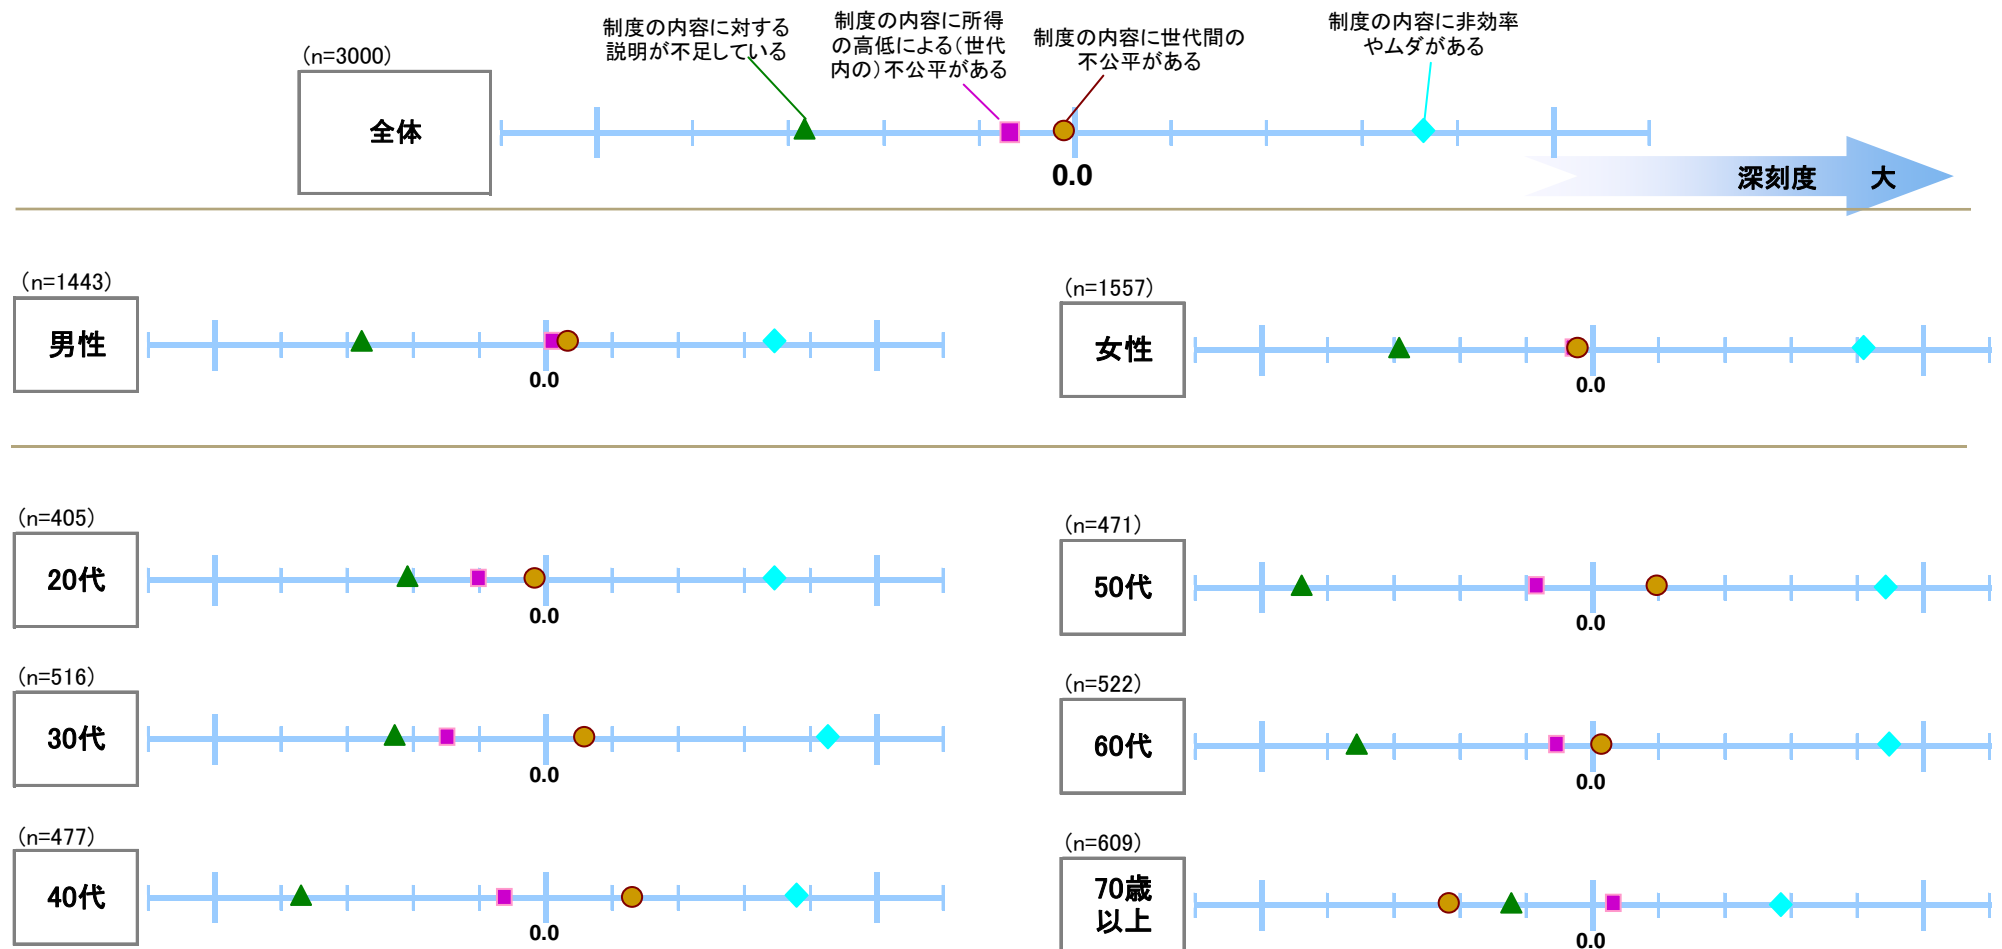 制度の内容に対する
説明が不足している
制度の内容に所得
の高低による(世代
内の)不公平がある
制度の内容に世代間の
不公平がある
制度の内容に非効率
やムダがある
(n=3000)
全体
0.0
深刻度 大
(n=1443)
男性
0.0
(n=1557)
女性
0.0
(n=405)
20代
0.0
(n=471)
50代
0.0
(n=516)
30代
0.0
(n=522)
60代
0.0
(n=477)
40代
0.0
(n=609)
70歳
以上
0.0